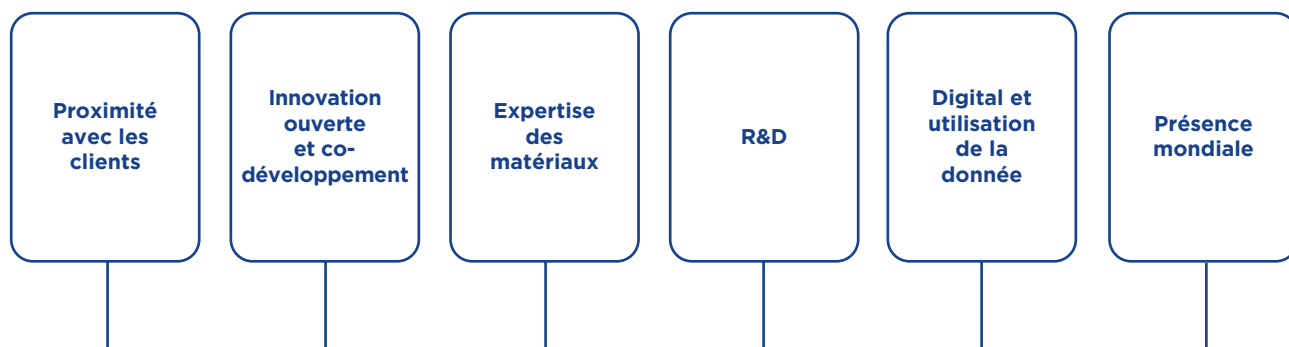 Proximité
avec les
clients
Innovation
ouverte
et co-
développement
Expertise
des
matériaux
R&D
Digital et
utilisation
de la
donnée
Présence
mondiale